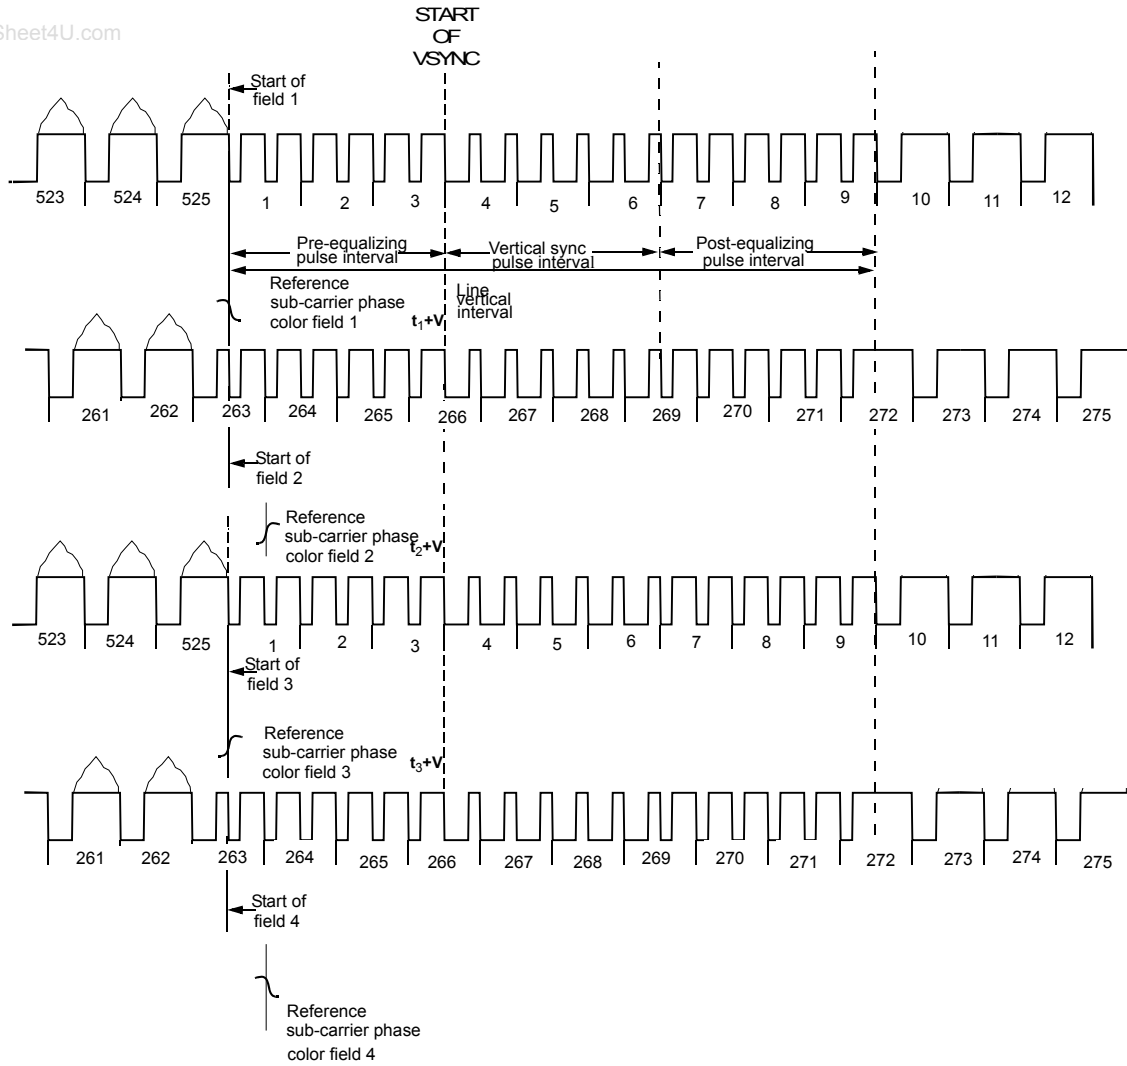 Sheet4U.com
START
OF
VSYNC
Start of
field 1
523 524 525 1 2 3 4 5 6 7 8 9 10 11 12
Pre-equalizing
pulse interval
Vertical sync
pulse interval
Post-equalizing
pulse interval
Reference
sub-carrier phase
color field 1
t1+V
Line
vertical
interval
261 262 263 264 265 266 267 268 269 270 271 272 273 274 275
Start of
field 2
Reference
sub-carrier phase
color field 2
t2+V
523 524 525 1 2 3 4 5 6 7 8 9 10 11 12
Start of
field 3
Reference
sub-carrier phase
color field 3
t3+V
261 262 263 264 265 266 267 268 269 270 271 272 273 274 275
Start of
field 4
Reference
sub-carrier phase
color field 4